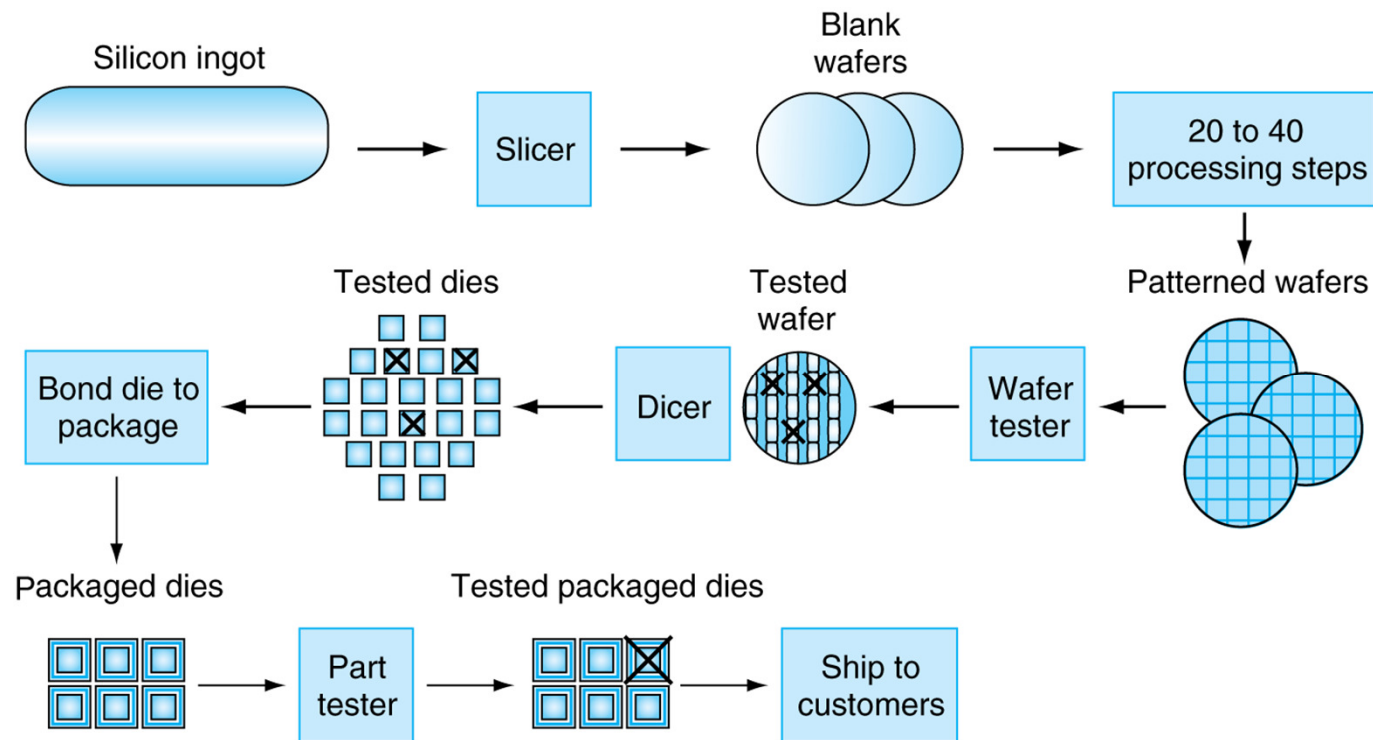 Silicon ingot
Slicer
Blank
wafers
20 to 40
processing steps
Patterned wafers
Wafer
tester
Tested
wafer
Dicer
Tested dies
Bond die to
package
Packaged dies
Part
tester
Tested packaged dies
Ship to
customers